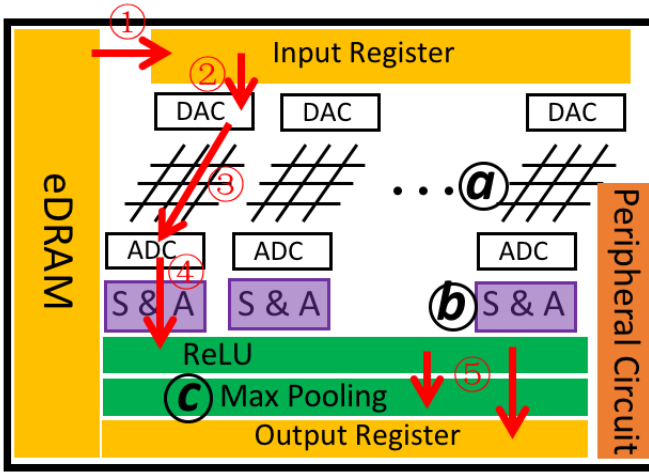 ①
Input Register
②
DAC
DAC
DAC
eDRAM
③
. . .
a
Peripheral Circuit
ADC
ADC
ADC
④
S & A
S & A
b
S & A
ReLU
⑤
c
Max Pooling
Output Register